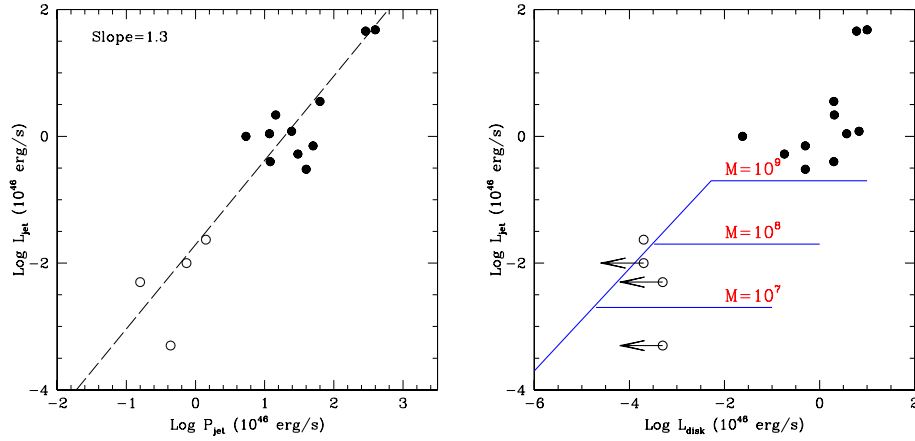 2
0
-2
-4
Slope=1.3
Log L_jet (10^46 erg/s)
-2 -1 0 1 2 3
Log P_jet (10^46 erg/s)
2
0
-2
-4
M=10^9
M=10^8
M=10^7
Log L_jet (10^46 erg/s)
-6 -4 -2 0 2
Log L_disk (10^46 erg/s)